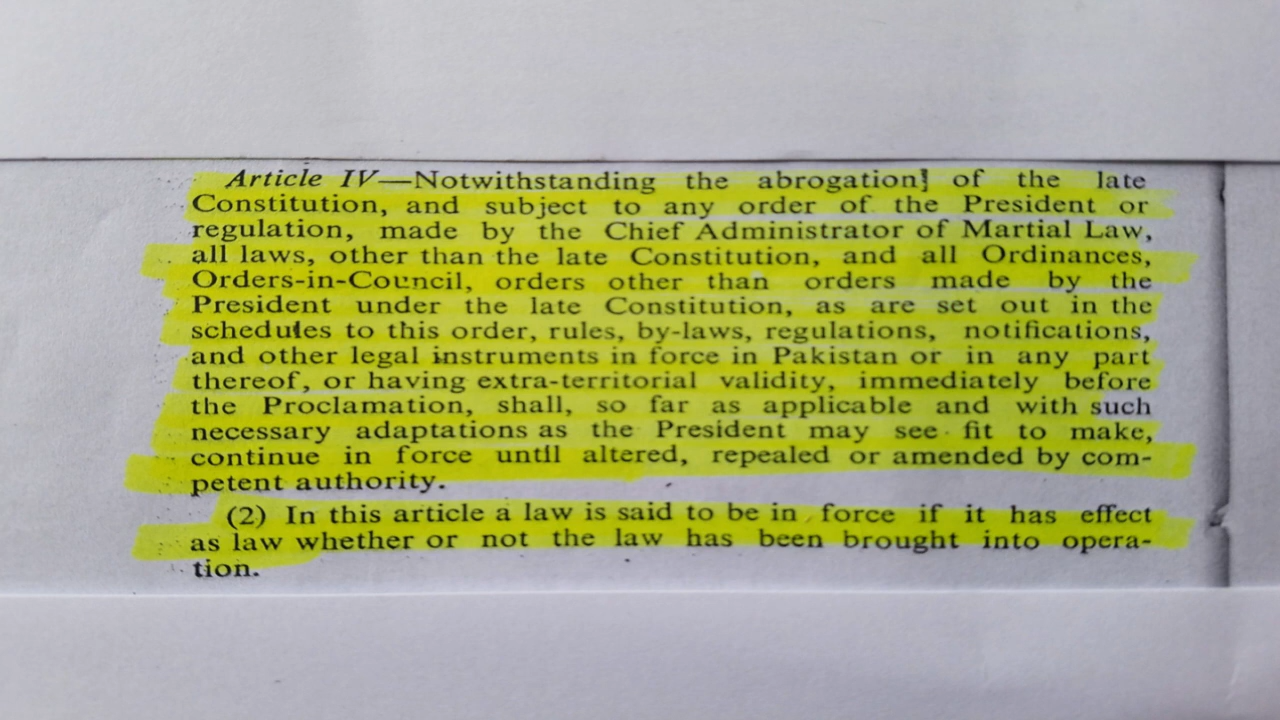 Article IV—Notwithstanding the abrogation] of the late
Constitution, and subject to any order of the President or
regulation, made by the Chief Administrator of Martial Law,
all laws, other than the late Constitution, and all Ordinances,
Orders-in-Council, orders other than orders made by the
President under the late Constitution, as are set out in the
schedules to this order, rules, by-laws, regulations, notifications,
and other legal instruments in force in Pakistan or in any part
thereof, or having extra-territorial validity, immediately before
the Proclamation, shall, so far as applicable and with such
necessary adaptations as the President may see fit to make,
continue in force until altered, repealed or amended by com-
petent authority.
(2) In this article a law is said to be in force if it has effect
as law whether or not the law has been brought into opera-
tion.